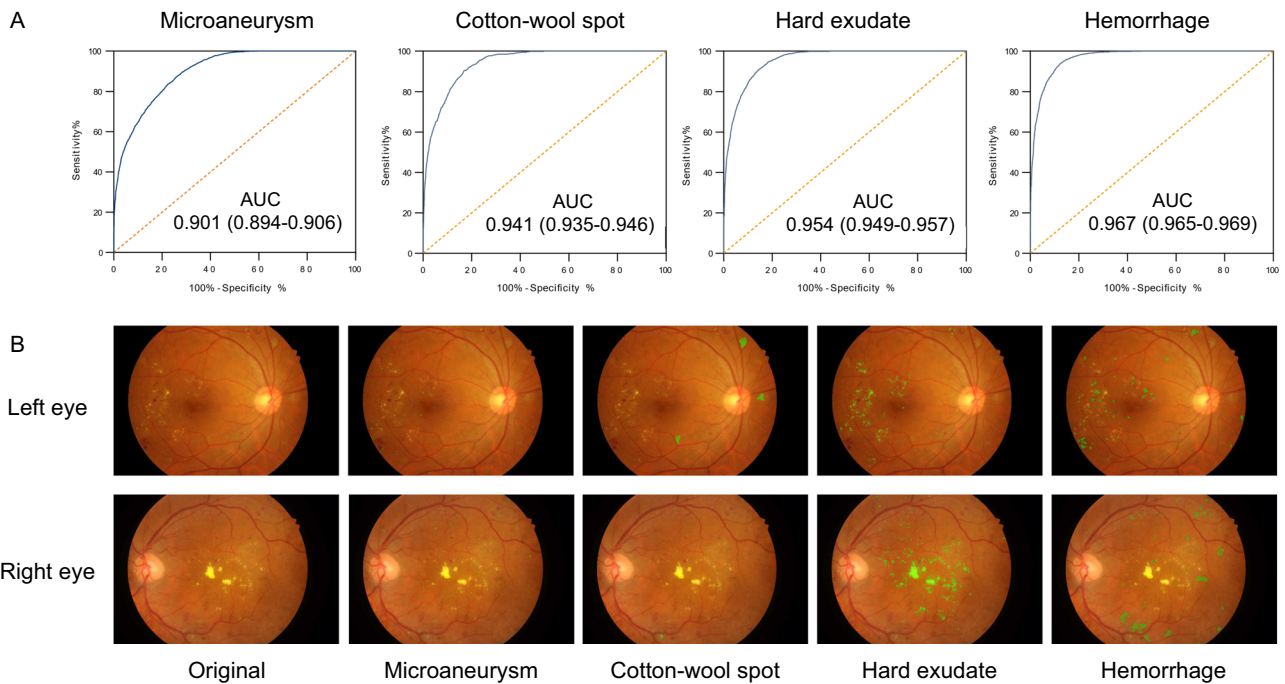 A
Microaneurysm
Cotton-wool spot
Hard exudate
Hemorrhage
Sensitivity%
100
80
60
40
20
0
AUC
0.901 (0.894-0.906)
0 20 40 60 80 100
100% - Specificity %
Sensitivity%
100
80
60
40
20
0
AUC
0.941 (0.935-0.946)
0 20 40 60 80 100
100% - Specificity %
Sensitivity%
100
80
60
40
20
0
AUC
0.954 (0.949-0.957)
0 20 40 60 80 100
100% - Specificity %
Sensitivity%
100
80
60
40
20
0
AUC
0.967 (0.965-0.969)
0 20 40 60 80 100
100% - Specificity %
B
Left eye
Right eye
Original
Microaneurysm
Cotton-wool spot
Hard exudate
Hemorrhage